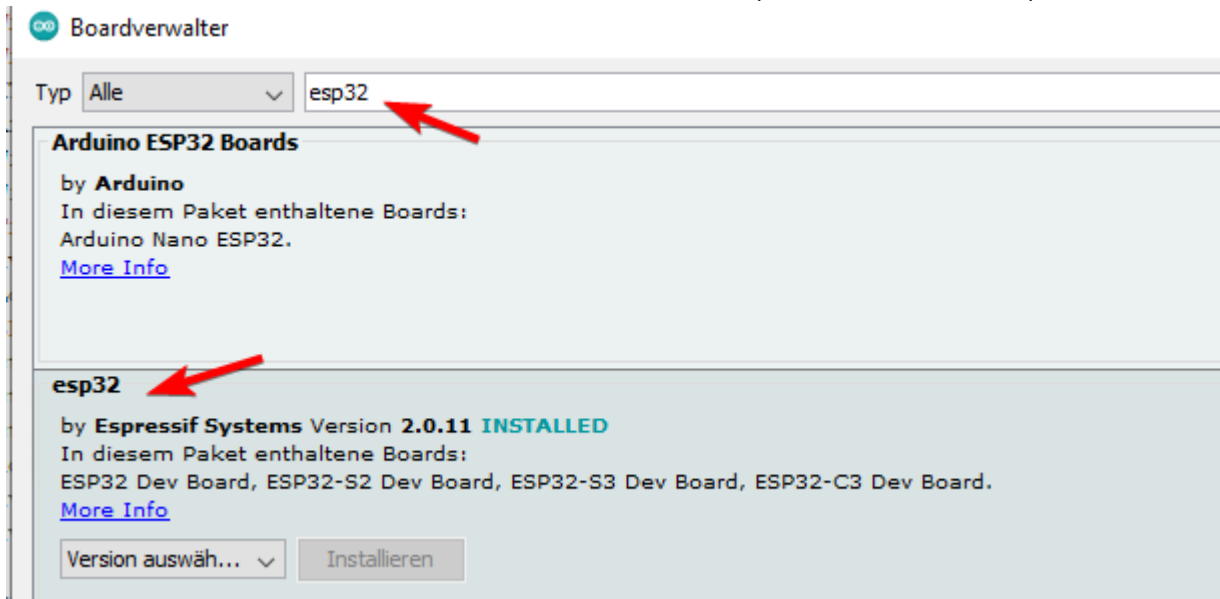 Boardverwalter
Typ Alle esp32
Arduino ESP32 Boards
by Arduino
In diesem Paket enthaltene Boards:
Arduino Nano ESP32.
More Info
esp32
by Espressif Systems Version 2.0.11 INSTALLED
In diesem Paket enthaltene Boards:
ESP32 Dev Board, ESP32-S2 Dev Board, ESP32-S3 Dev Board, ESP32-C3 Dev Board.
More Info
Version auswäh... Installieren